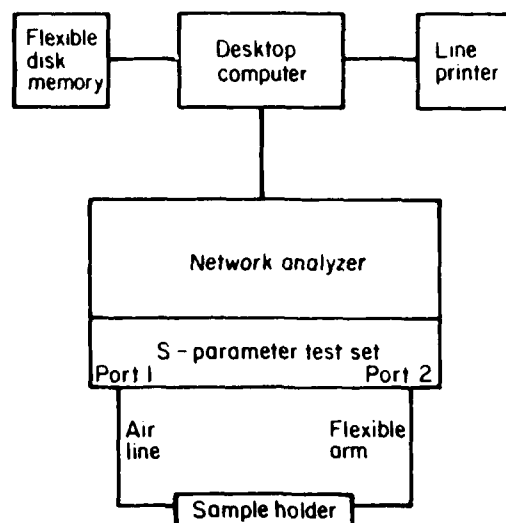 Flexible
disk
memory
Desktop
computer
Line
printer
Network analyzer
S-parameter test set
Port 1
Port 2
Air
line
Flexible
arm
Sample holder